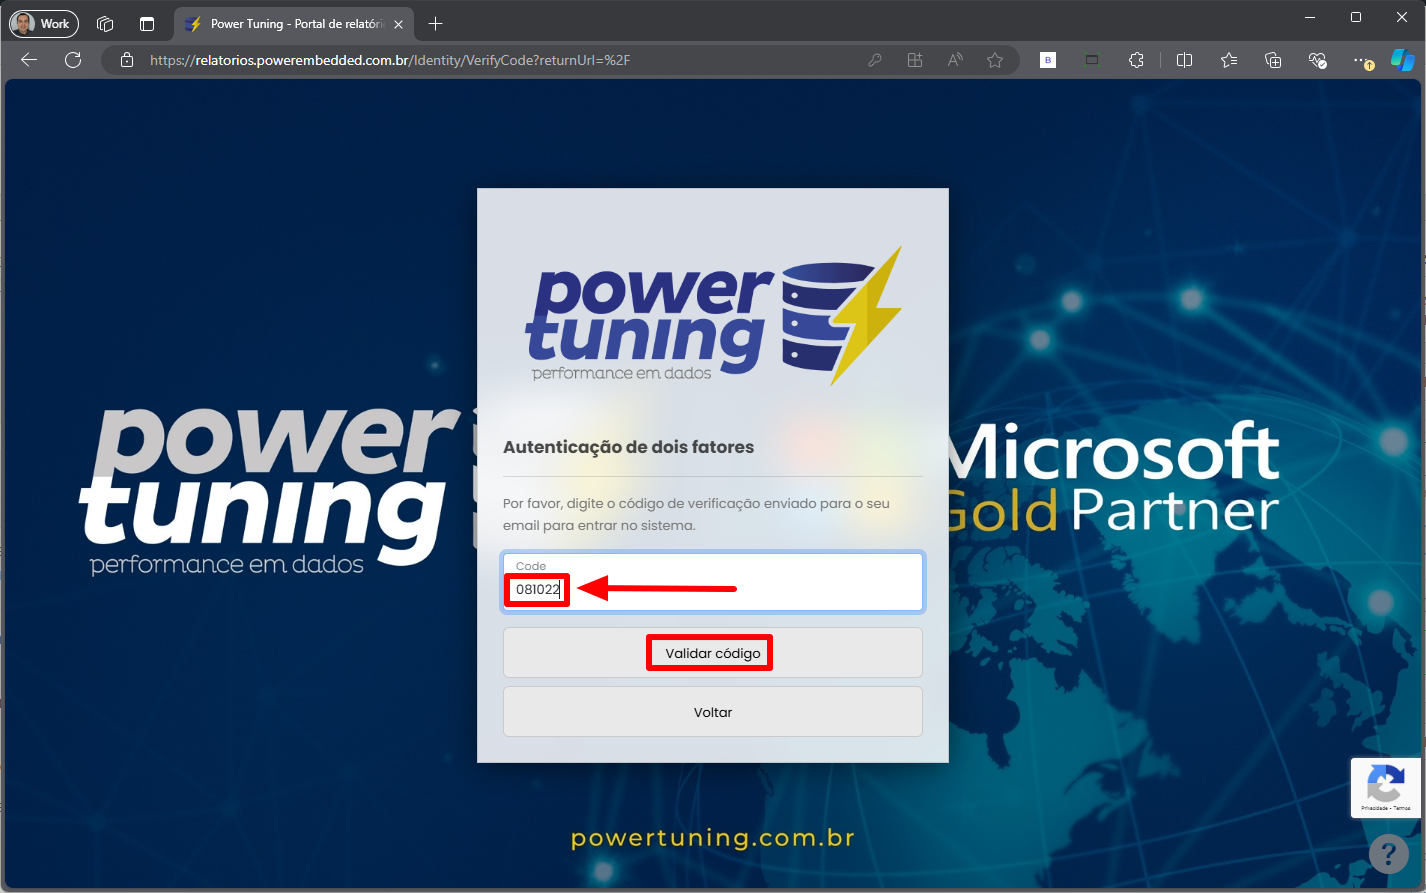 Work
Power Tuning - Portal de relatóri
https://relatorios.powerembedded.com.br/Identity/VerifyCode?returnUrl=%2F
B
power
tuning
performance em dados
power
tuning
performance em dados
Microsoft
Gold Partner
Autenticação de dois fatores
Por favor, digite o código de verificação enviado para o seu
email para entrar no sistema.
Code
081022
Validar código
Voltar
Privacidade - Termos
powertuning.com.br
?